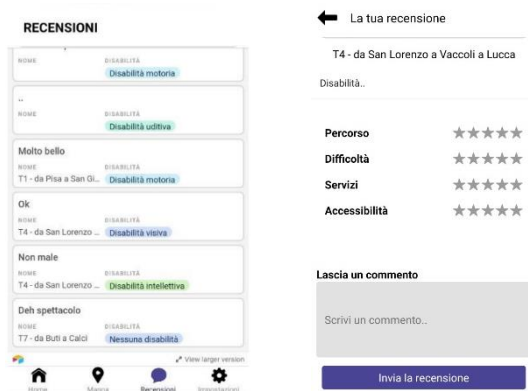 RECENSIONI
NOME DISABILITÀ
Disabilità motoria
..
NOME DISABILITÀ
Disabilità uditiva
Molto bello
NOME DISABILITÀ
T1 - da Pisa a San Gi... Disabilità motoria
Ok
NOME DISABILITÀ
T4 - da San Lorenzo ... Disabilità visiva
Non male
NOME DISABILITÀ
T4 - da San Lorenzo ... Disabilità intellettiva
Deh spettacolo
NOME DISABILITÀ
T7 - da Buti a Calci Nessuna disabilità
View larger version
Home Mappa Recensioni Impostazioni
La tua recensione
T4 - da San Lorenzo a Vaccoli a Lucca
Disabilità..
Percorso
Difficoltà
Servizi
Accessibilità
Lascia un commento
Scrivi un commento..
Invia la recensione